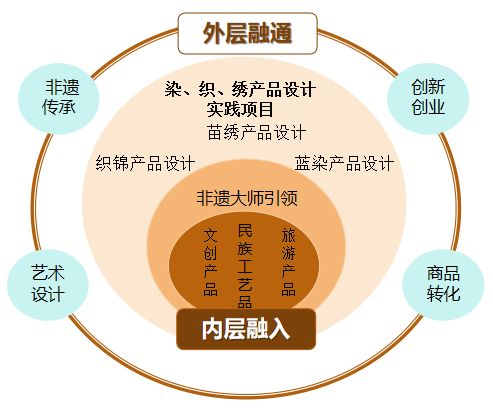 外层融通
非遗
传承
创新
创业
染、织、绣产品设计
实践项目
苗绣产品设计
织锦产品设计
蓝染产品设计
非遗大师引领
文创产品
民族工艺品
旅游产品
艺术
设计
商品
转化
内层融入